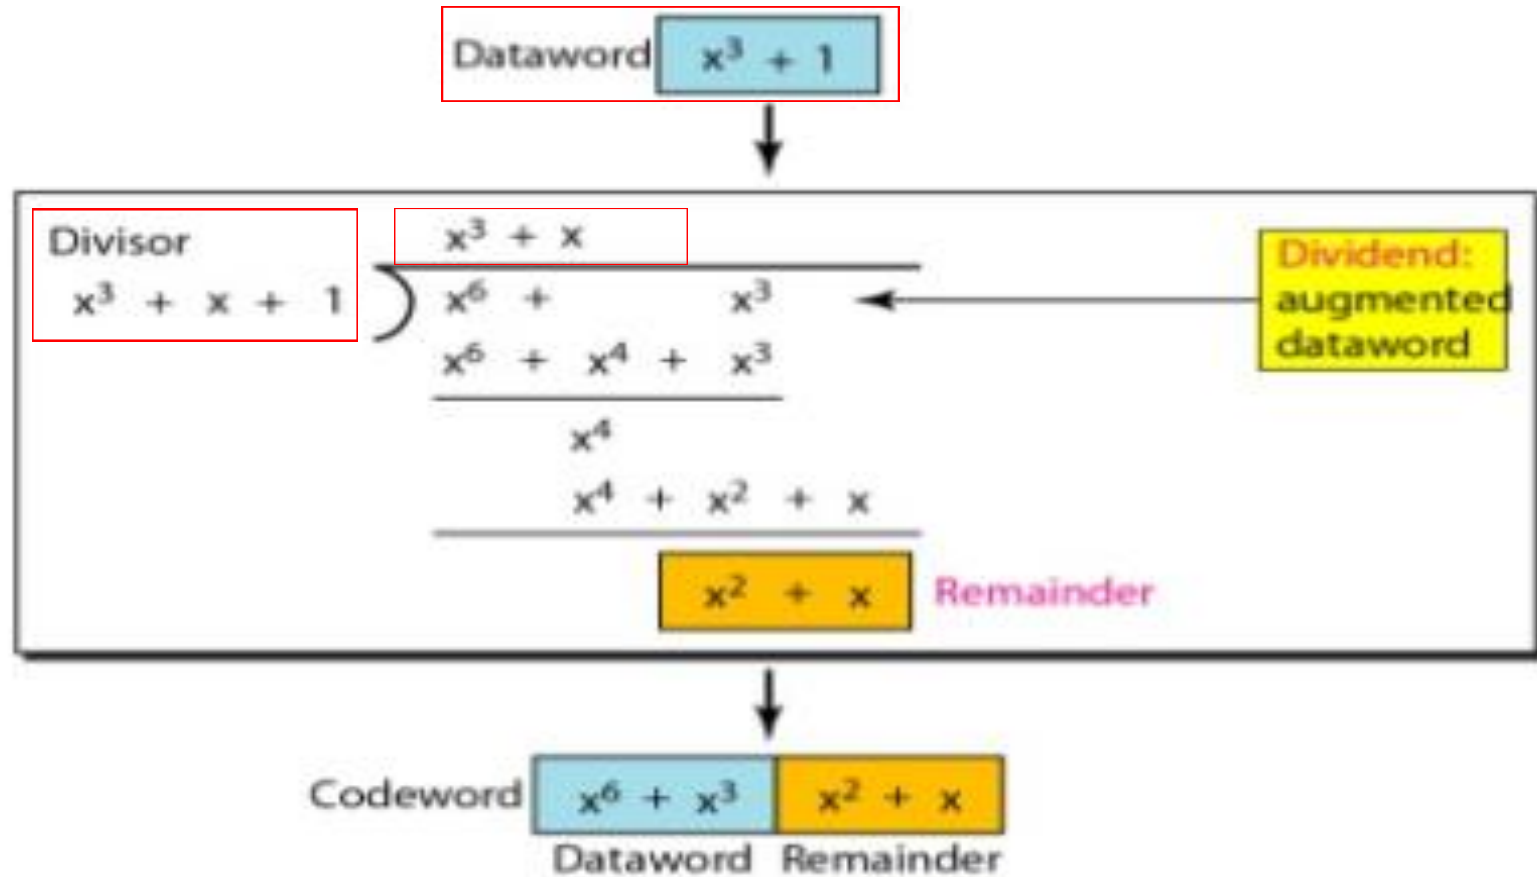 Dataword x³ + 1
Divisor
x³ + x
x³ + x + 1
x⁶ + x³
Dividend:
augmented
dataword
x⁶ + x⁴ + x³
x⁴
x⁴ + x² + x
x² + x Remainder
Codeword x⁶ + x³ x² + x
Dataword Remainder